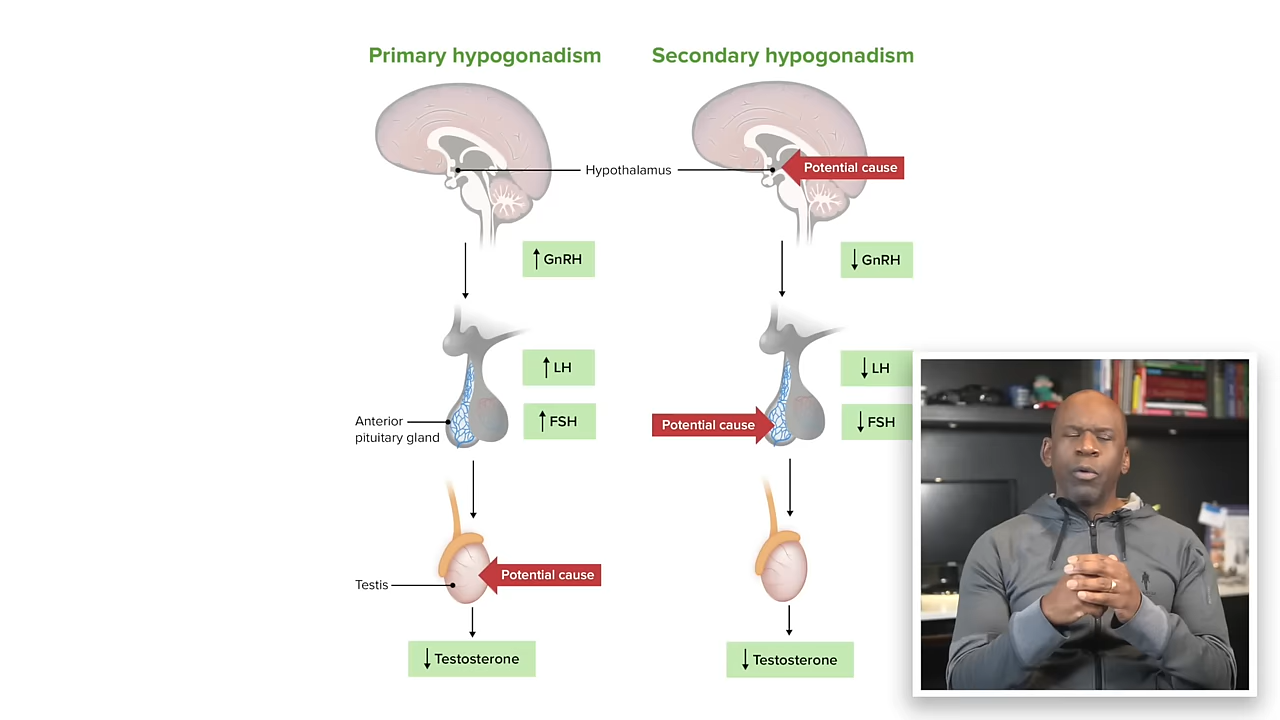 Primary hypogonadism
Secondary hypogonadism
Hypothalamus
Potential cause
↑ GnRH
↓ GnRH
↑ LH
↓ LH
Anterior
pituitary gland
↑ FSH
Potential cause
↓ FSH
Testis
Potential cause
↓ Testosterone
↓ Testosterone